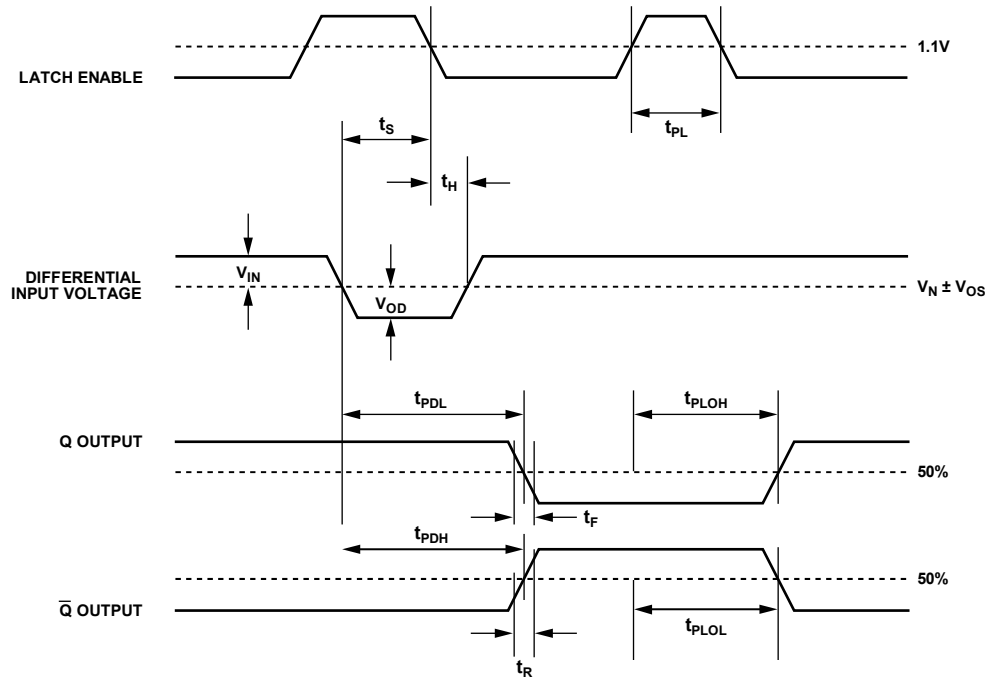 1.1V
LATCH ENABLE
tS
tPL
tH
VIN
DIFFERENTIAL
INPUT VOLTAGE
VN ± VOS
VOD
tPDL
tPLOH
Q OUTPUT
50%
tF
tPDH
50%
Q̅ OUTPUT
tPLOL
tR